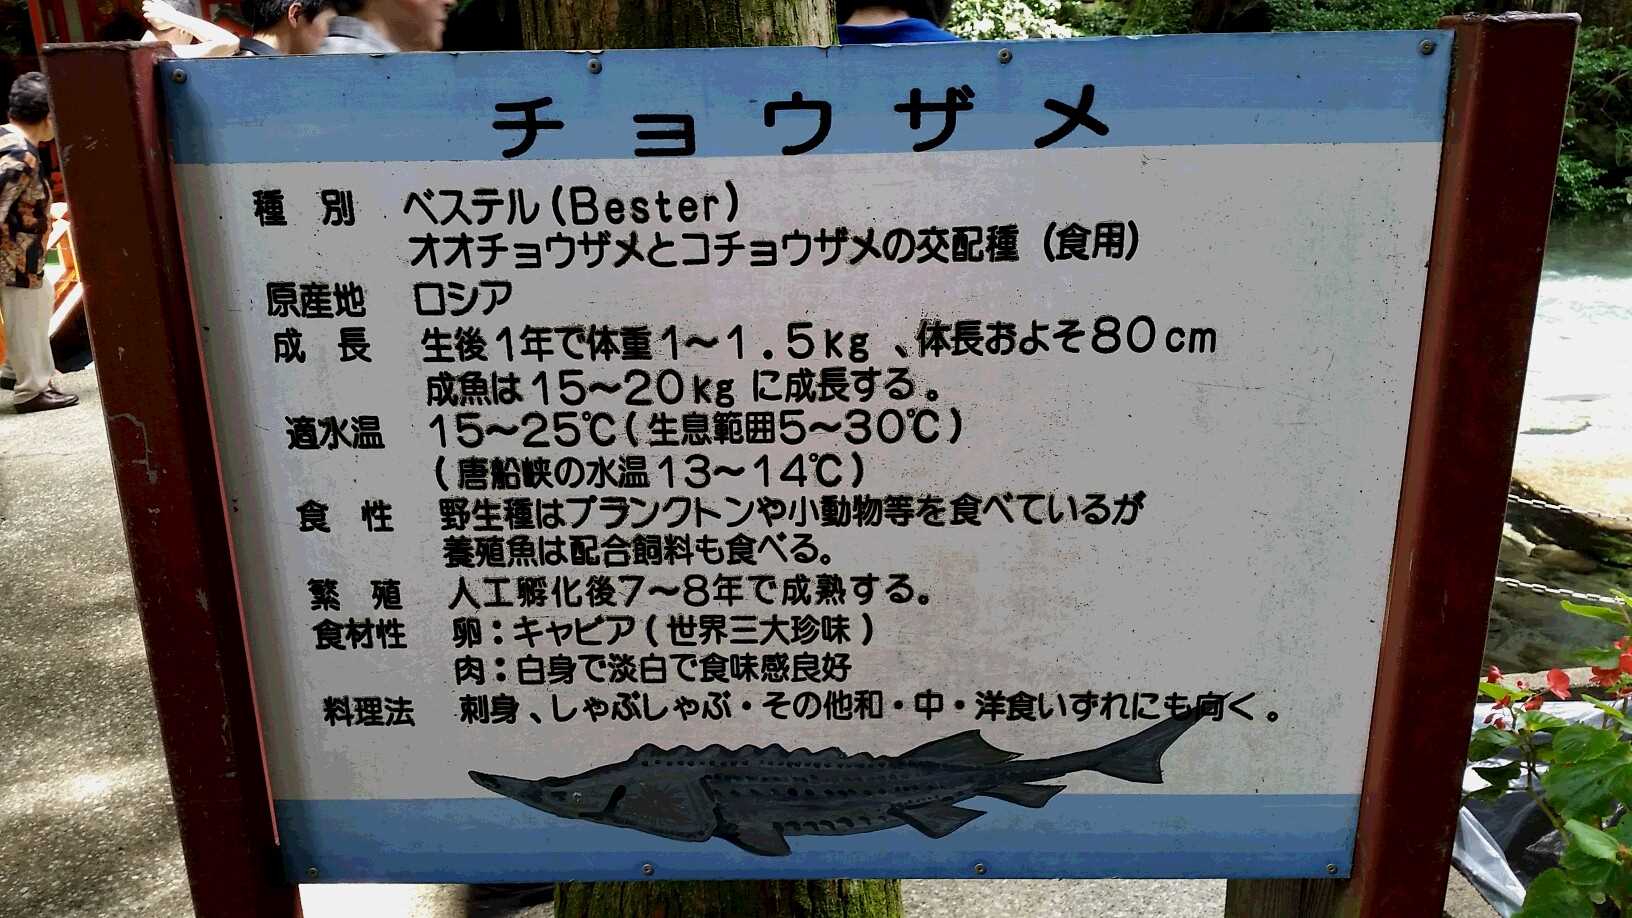 チョウザメ
種別 ベステル(Bester)
オオチョウザメとコチョウザメの交配種(食用)
原産地 ロシア
成長 生後1年で体重1～1.5kg、体長およそ80cm
成魚は15～20kgに成長する。
適水温 15～25℃(生息範囲5～30℃)
(唐船峡の水温13～14℃)
食性 野生種はプランクトンや小動物等を食べているが
養殖魚は配合飼料も食べる。
繁殖 人工孵化後7～8年で成熟する。
食材性 卵:キャビア(世界三大珍味)
肉:白身で淡白で食味感良好
料理法 刺身、しゃぶしゃぶ・その他和・中・洋食いずれにも向く。